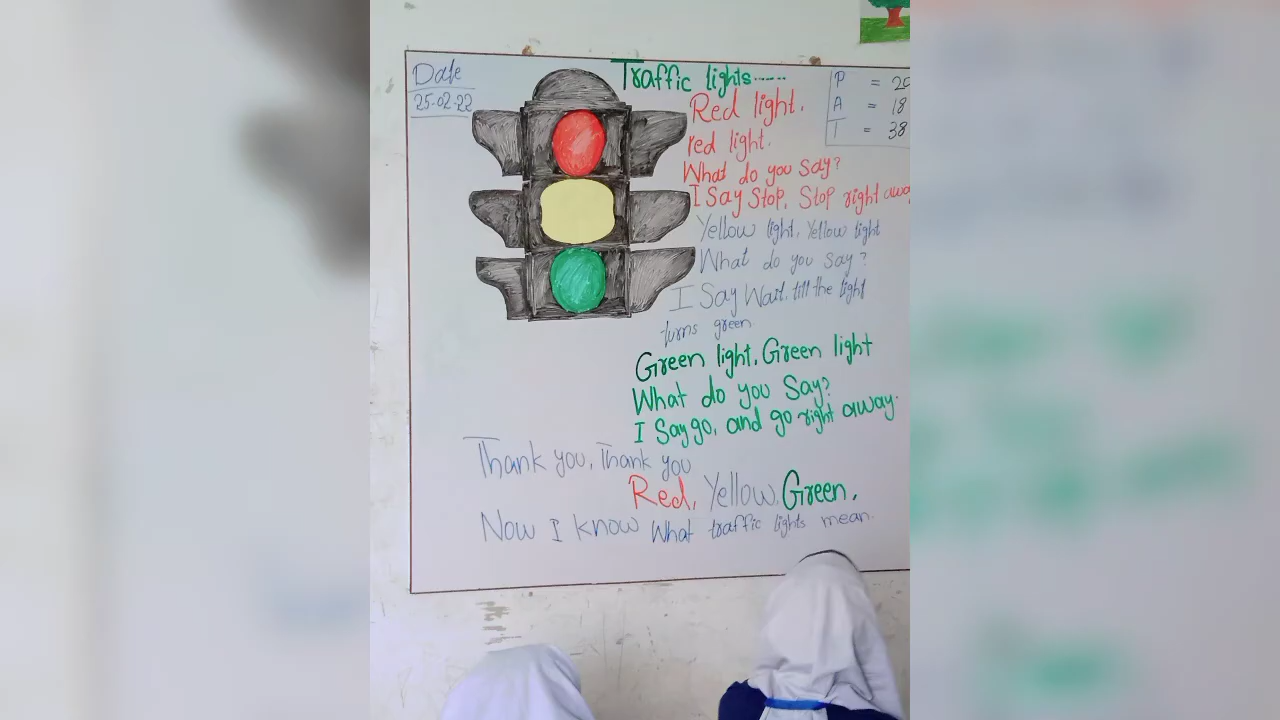 Date
25-02-22
Traffic lights......
P = 20
A = 18
T = 38
Red light,
red light.
What do you Say?
I Say Stop, Stop right
Yellow light, Yellow light
What do you say?
I Say Wait, till the light
turns green
Green light, Green light
What do you Say?
I Say go, and go right away.
Thank you, Thank you
Red, Yellow, Green,
Now I know What traffic lights mean.